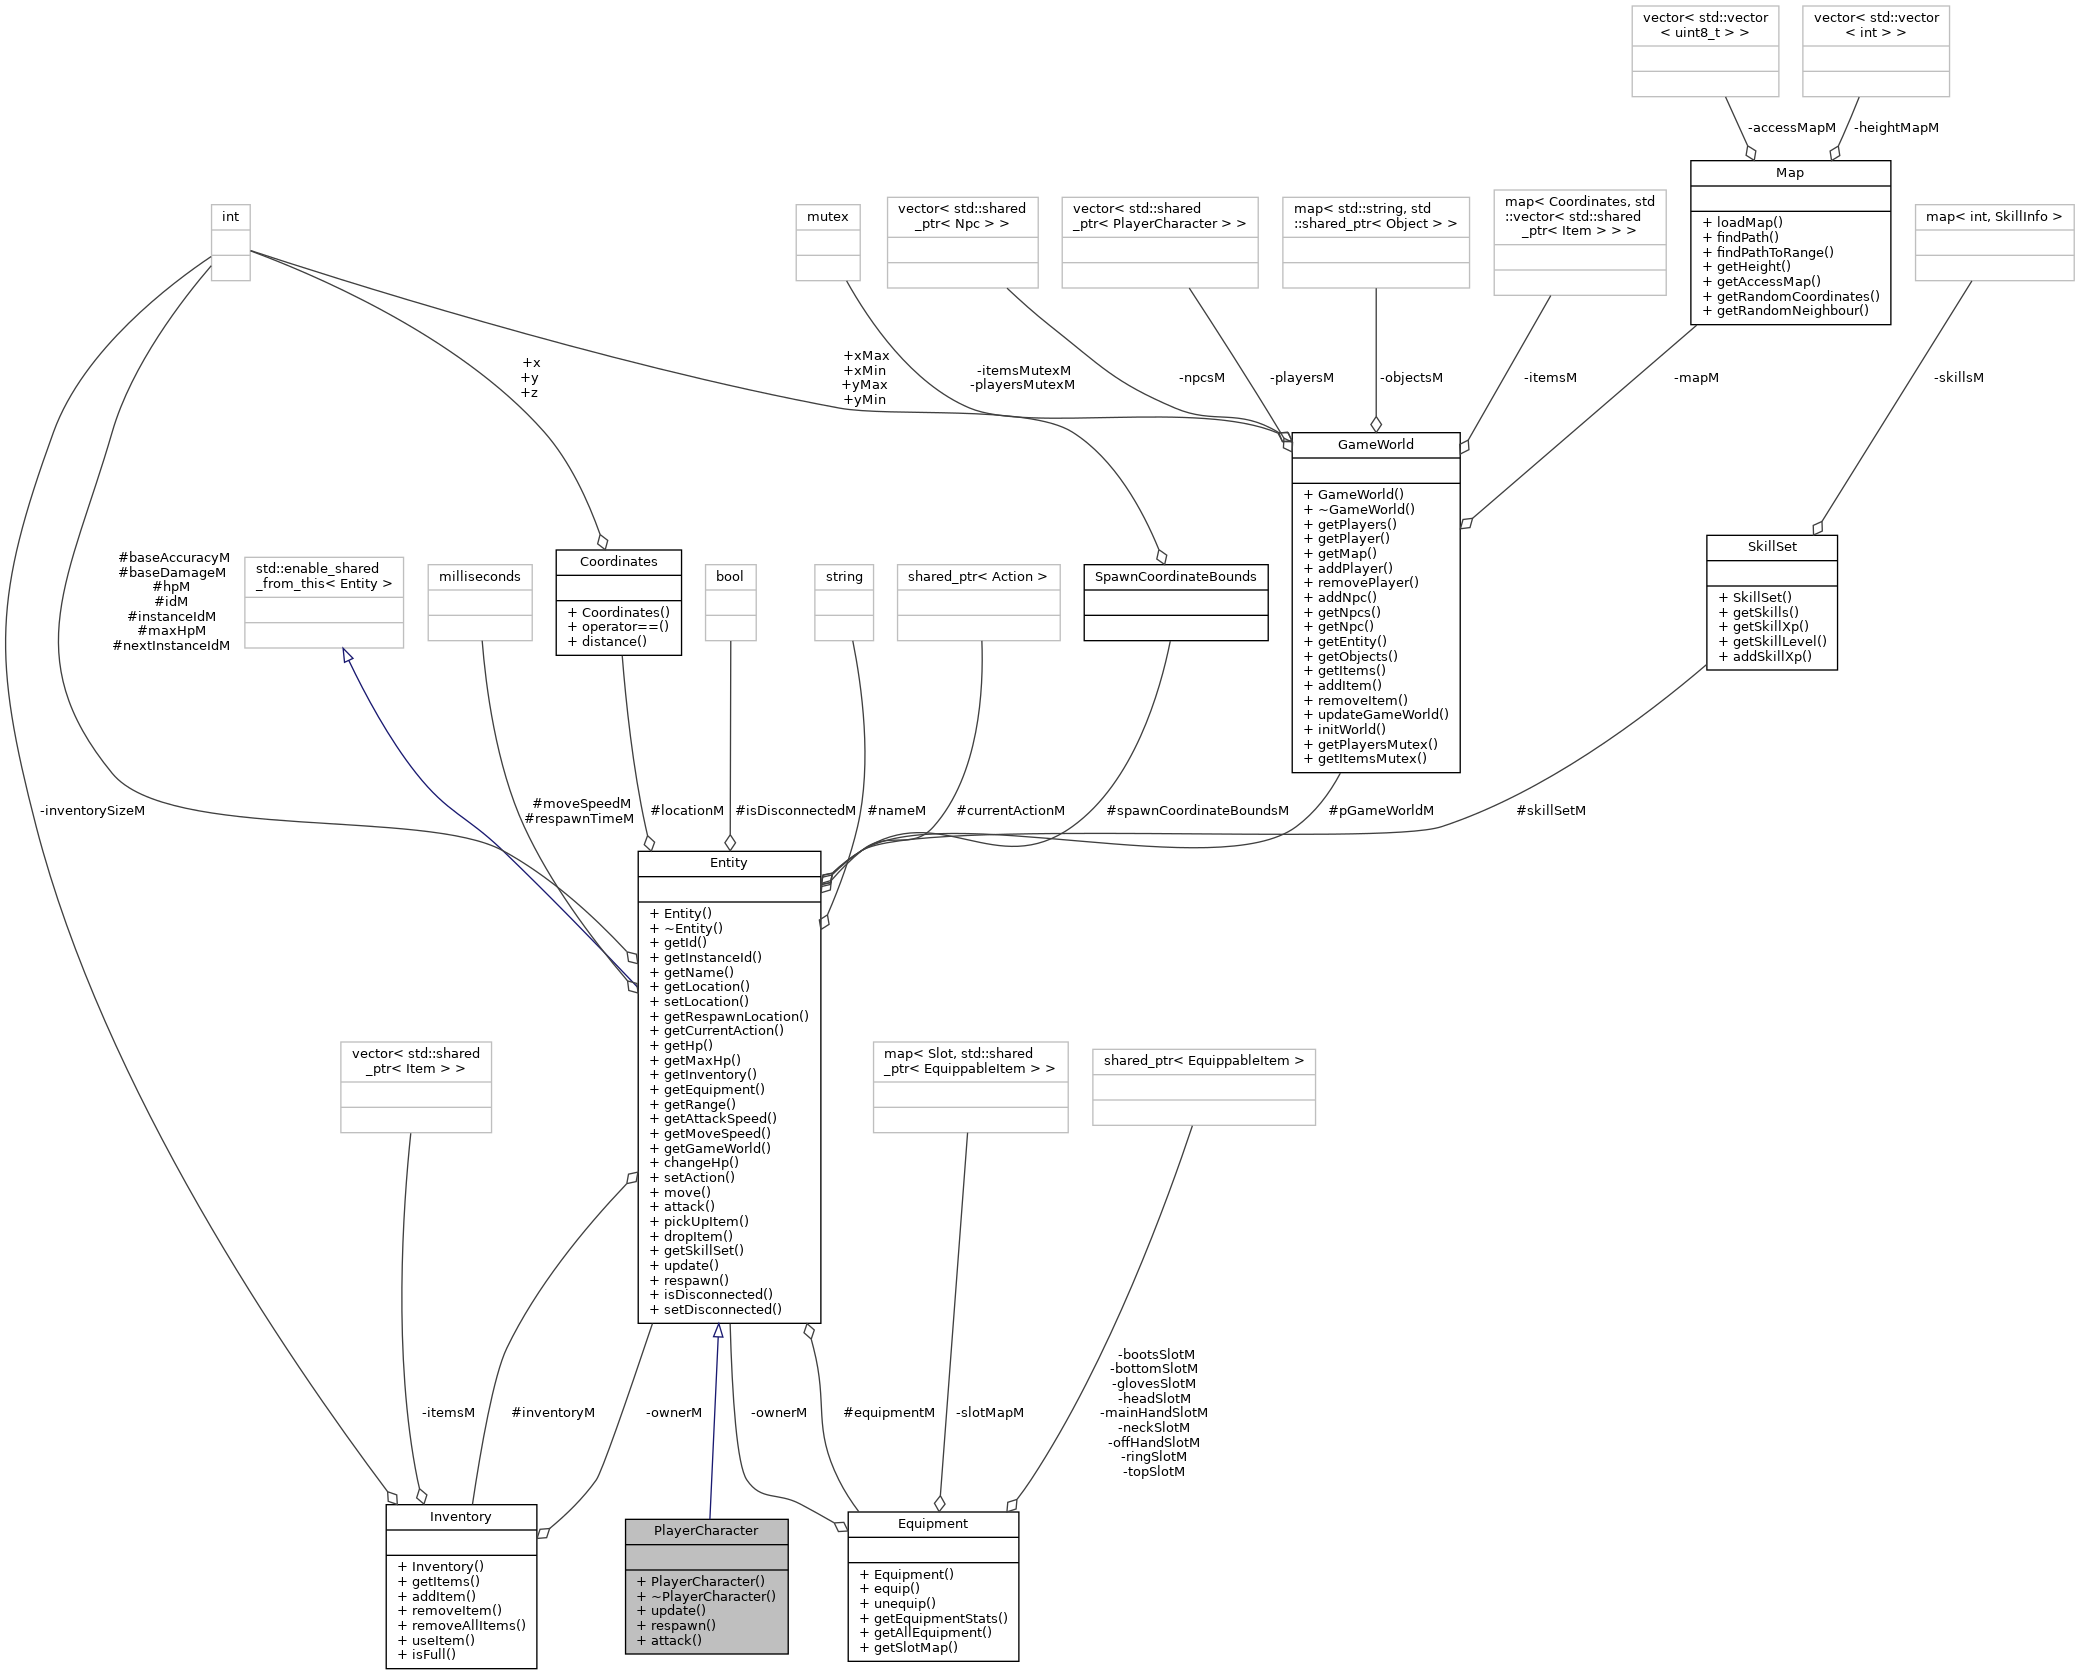 vector< std::vector
< uint8_t > >
vector< std::vector
< int > >
-accessMapM
-heightMapM
Map
+ loadMap()
+ findPath()
+ findPathToRange()
+ getHeight()
+ getAccessMap()
+ getRandomCoordinates()
+ getRandomNeighbour()
int
mutex
vector< std::shared
_ptr< Npc > >
vector< std::shared
_ptr< PlayerCharacter > >
map< std::string, std
::shared_ptr< Object > >
map< Coordinates, std
::vector< std::shared
_ptr< Item > > >
map< int, SkillInfo >
+x
+y
+z
+xMax
+xMin
+yMax
+yMin
-itemsMutexM
-playersMutexM
-npcsM
-playersM
-objectsM
-itemsM
-mapM
-skillsM
GameWorld
+ GameWorld()
+ ~GameWorld()
+ getPlayers()
+ getPlayer()
+ getMap()
+ addPlayer()
+ removePlayer()
+ addNpc()
+ getNpcs()
+ getNpc()
+ getEntity()
+ getObjects()
+ getItems()
+ addItem()
+ removeItem()
+ updateGameWorld()
+ initWorld()
+ getPlayersMutex()
+ getItemsMutex()
#baseAccuracyM
#baseDamageM
#hpM
#idM
#instanceIdM
#maxHpM
#nextInstanceIdM
std::enable_shared
_from_this< Entity >
milliseconds
Coordinates
+ Coordinates()
+ operator==()
+ distance()
bool
string
shared_ptr< Action >
SpawnCoordinateBounds
SkillSet
+ SkillSet()
+ getSkills()
+ getSkillXp()
+ getSkillLevel()
+ addSkillXp()
-inventorySizeM
#moveSpeedM
#respawnTimeM
#locationM
#isDisconnectedM
#nameM
#currentActionM
#spawnCoordinateBoundsM
#pGameWorldM
#skillSetM
Entity
+ Entity()
+ ~Entity()
+ getId()
+ getInstanceId()
+ getName()
+ getLocation()
+ setLocation()
+ getRespawnLocation()
+ getCurrentAction()
+ getHp()
+ getMaxHp()
+ getInventory()
+ getEquipment()
+ getRange()
+ getAttackSpeed()
+ getMoveSpeed()
+ getGameWorld()
+ changeHp()
+ setAction()
+ move()
+ attack()
+ pickUpItem()
+ dropItem()
+ getSkillSet()
+ update()
+ respawn()
+ isDisconnected()
+ setDisconnected()
vector< std::shared
_ptr< Item > >
map< Slot, std::shared
_ptr< EquippableItem > >
shared_ptr< EquippableItem >
-itemsM
#inventoryM
-ownerM
-ownerM
#equipmentM
-slotMapM
-bootsSlotM
-bottomSlotM
-glovesSlotM
-headSlotM
-mainHandSlotM
-neckSlotM
-offHandSlotM
-ringSlotM
-topSlotM
Inventory
+ Inventory()
+ getItems()
+ addItem()
+ removeItem()
+ removeAllItems()
+ useItem()
+ isFull()
PlayerCharacter
+ PlayerCharacter()
+ ~PlayerCharacter()
+ update()
+ respawn()
+ attack()
Equipment
+ Equipment()
+ equip()
+ unequip()
+ getEquipmentStats()
+ getAllEquipment()
+ getSlotMap()